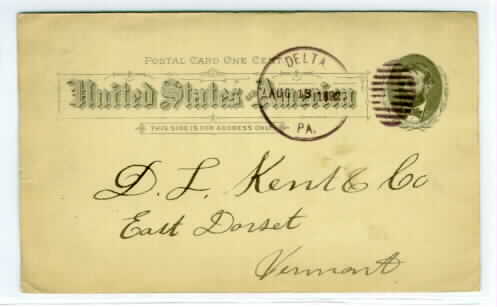 POSTAL CARD ONE CENT
United States of America
THIS SIDE IS FOR ADDRESS ONLY
DELTA
AUG 13
PA.
D. L. Kent & Co
East Dorset
Vermont